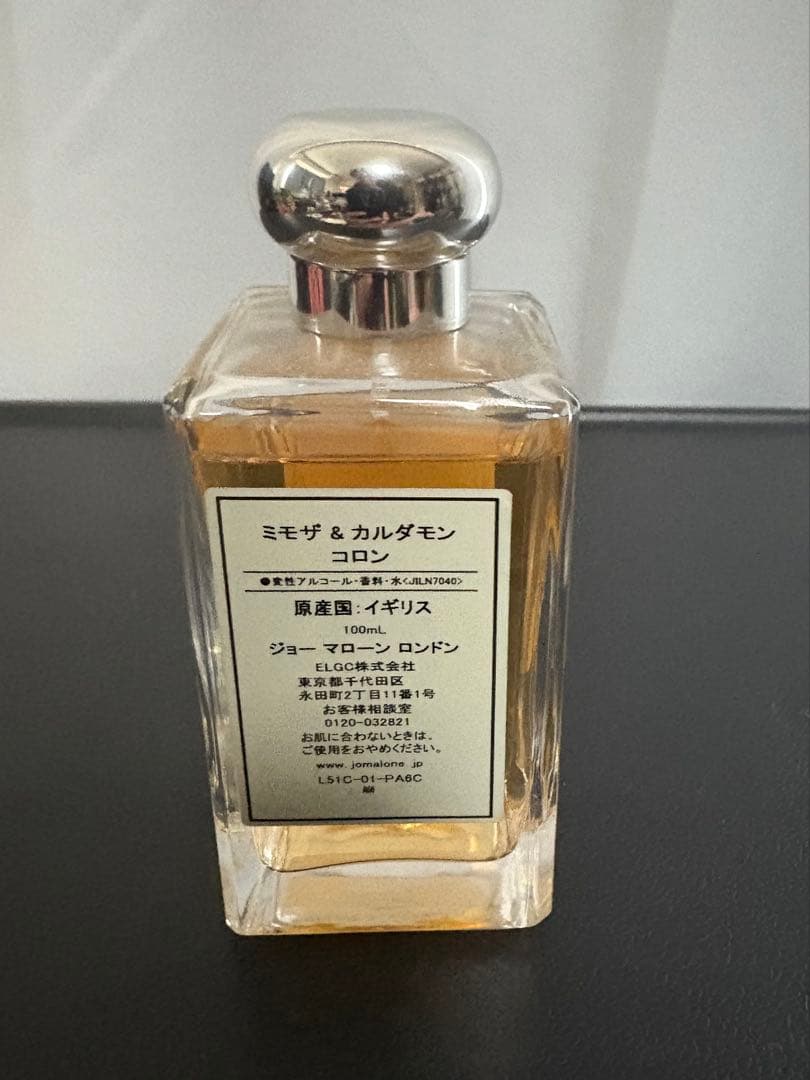 ミモザ & カルダモン
コロン
●変性アルコール・香料・水<JILN7040>
原産国:イギリス
100mL
ジョー マローン ロンドン
ELGC株式会社
東京都千代田区
永田町2丁目11番1号
お客様相談室
0120-032821
お肌に合わないときは、
ご使用をおやめください。
www.jomalone.jp
L51C-01-PA6C